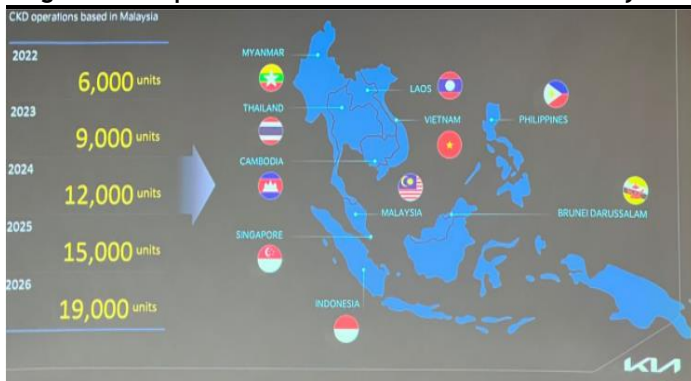 CKD operations based in Malaysia
2022
6,000 units
2023
9,000 units
2024
12,000 units
2025
15,000 units
2026
19,000 units
MYANMAR
LAOS
THAILAND
VIETNAM
PHILIPPINES
CAMBODIA
MALAYSIA
BRUNEI DARUSSALAM
SINGAPORE
INDONESIA
KIA